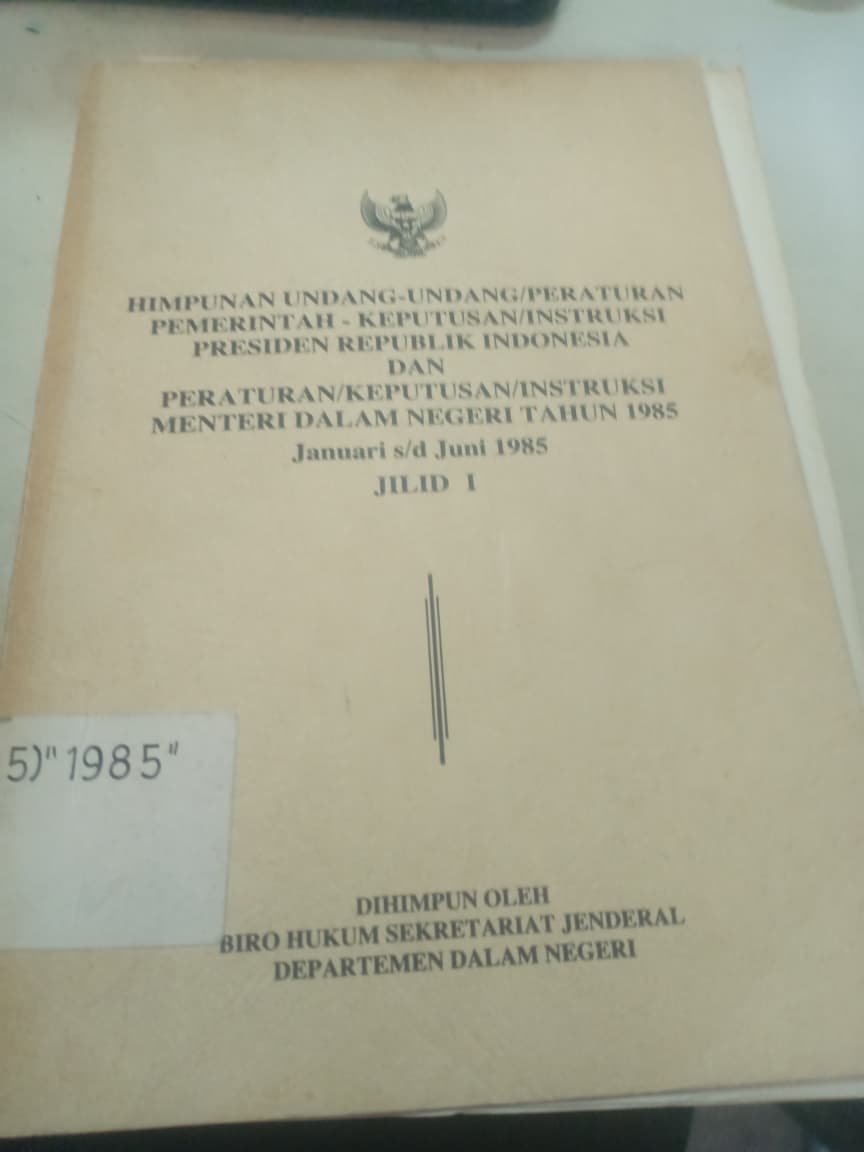 HIMPUNAN UNDANG-UNDANG/PERATURAN
PEMERINTAH - KEPUTUSAN/INSTRUKSI
PRESIDEN REPUBLIK INDONESIA
DAN
PERATURAN/KEPUTUSAN/INSTRUKSI
MENTERI DALAM NEGERI TAHUN 1985
Januari s/d Juni 1985
JILID I
5)"1985"
DIHIMPUN OLEH
BIRO HUKUM SEKRETARIAT JENDERAL
DEPARTEMEN DALAM NEGERI